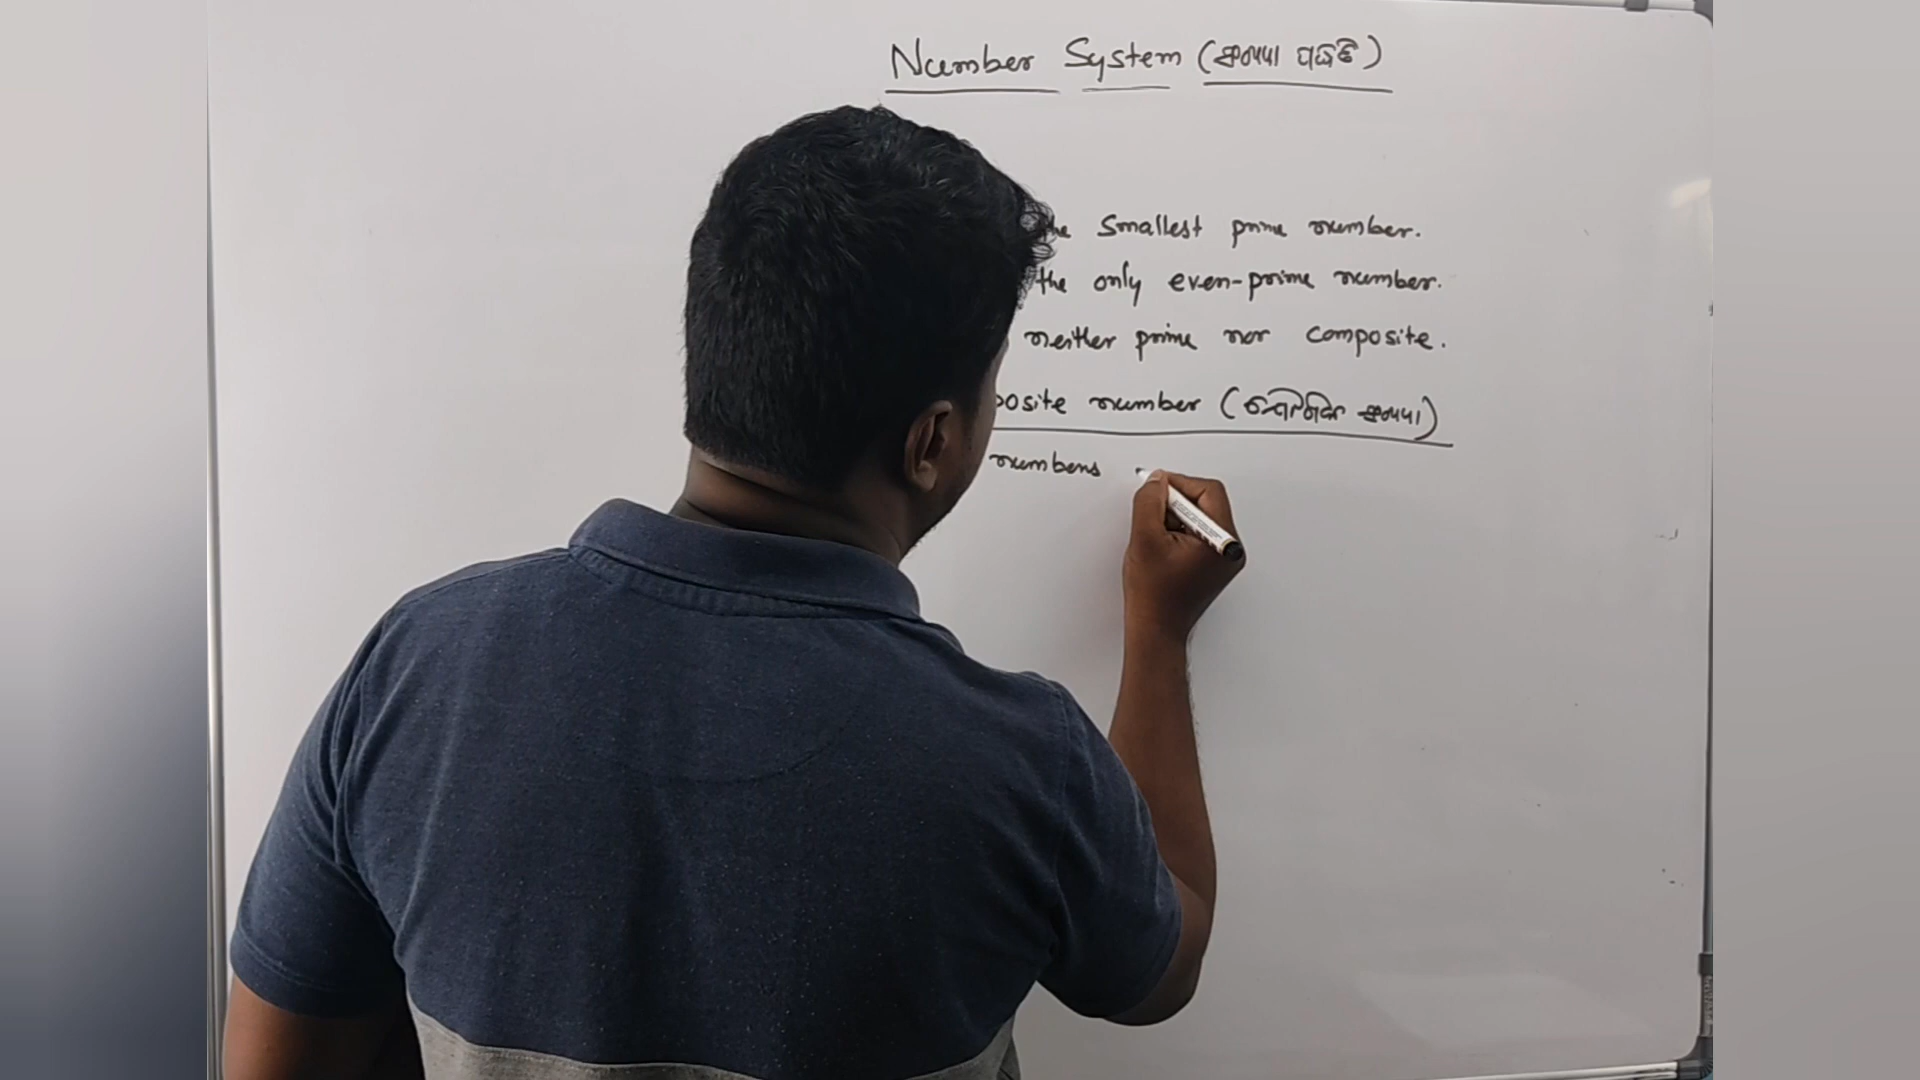 Number System (ସଂଖ୍ୟା ପଦ୍ଧତି)
the Smallest prime number.
the only even-prime number.
neither prime nor composite.
posite number (ଯୌଗିକ ସଂଖ୍ୟା)
numbers